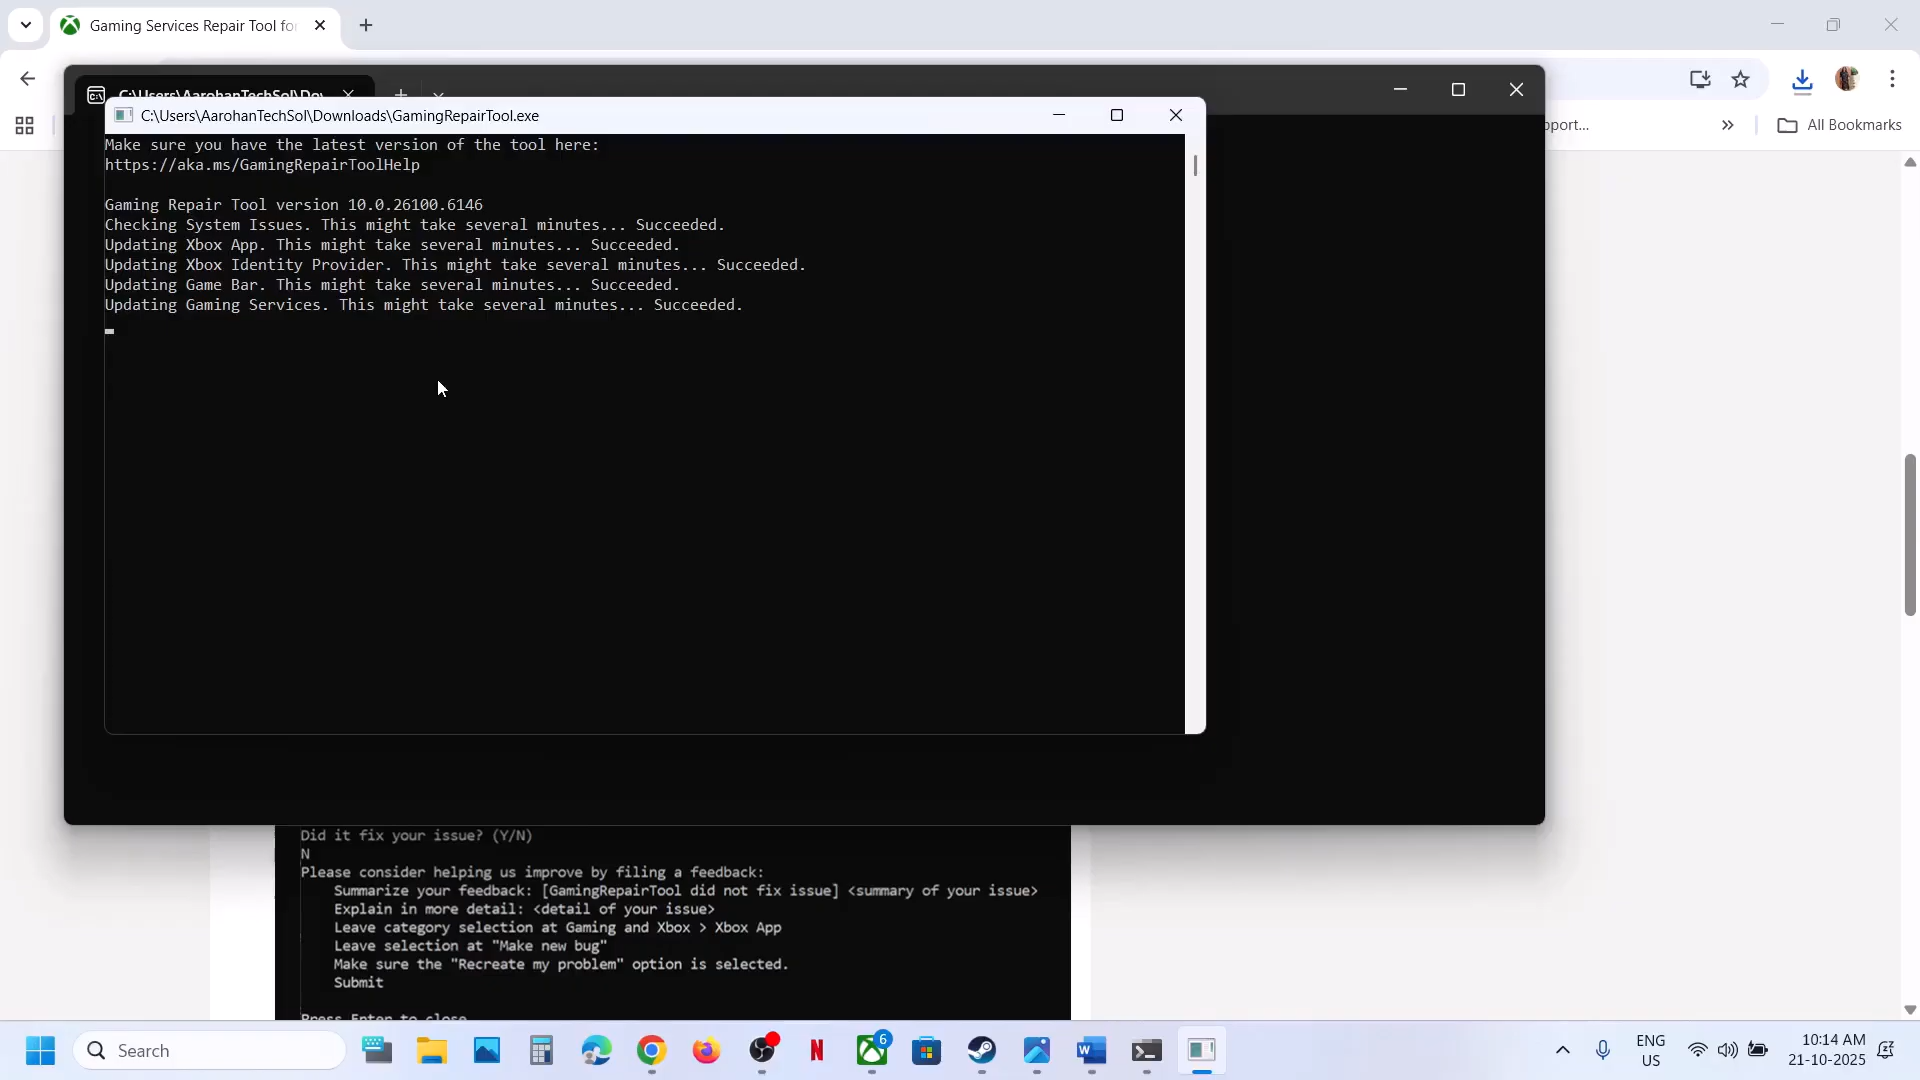 Gaming Services Repair Tool for
C:\Users\AarohanTechSol\Dow
C:\Users\AarohanTechSol\Downloads\GamingRepairTool.exe
pport...
All Bookmarks
Make sure you have the latest version of the tool here:
https://aka.ms/GamingRepairToolHelp
Gaming Repair Tool version 10.0.26100.6146
Checking System Issues. This might take several minutes... Succeeded.
Updating Xbox App. This might take several minutes... Succeeded.
Updating Xbox Identity Provider. This might take several minutes... Succeeded.
Updating Game Bar. This might take several minutes... Succeeded.
Updating Gaming Services. This might take several minutes... Succeeded.
Did it fix your issue? (Y/N)
N
Please consider helping us improve by filing a feedback:
Summarize your feedback: [GamingRepairTool did not fix issue] <summary of your issue>
Explain in more detail: <detail of your issue>
Leave category selection at Gaming and Xbox > Xbox App
Leave selection at "Make new bug"
Make sure the "Recreate my problem" option is selected.
Submit
Press Enter to close
Search
6
ENG
US
10:14 AM
21-10-2025